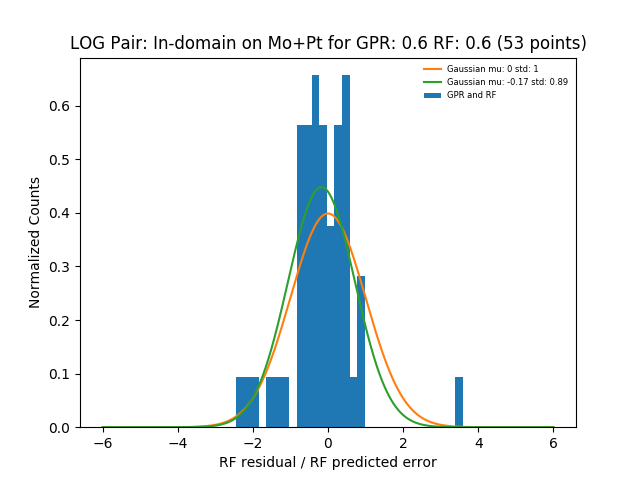 LOG Pair: In-domain on Mo+Pt for GPR: 0.6 RF: 0.6 (53 points)
Gaussian mu: 0 std: 1
Gaussian mu: -0.17 std: 0.89
GPR and RF
Normalized Counts
0.6
0.5
0.4
0.3
0.2
0.1
0.0
−6 −4 −2 0 2 4 6
RF residual / RF predicted error